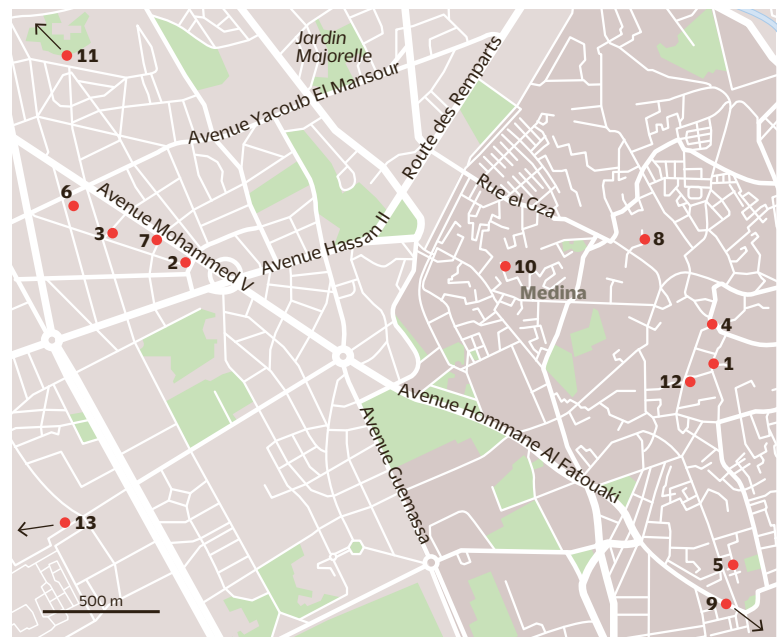 11
Jardin
Majorelle
Avenue Yacoub El Mansour
Route des Remparts
Rue el Gza
6
Avenue Mohammed V
3
7
2
Avenue Hassan II
8
10
Medina
4
1
12
Avenue Hommane Al Fatouaki
Avenue Guemassa
13
5
9
500 m